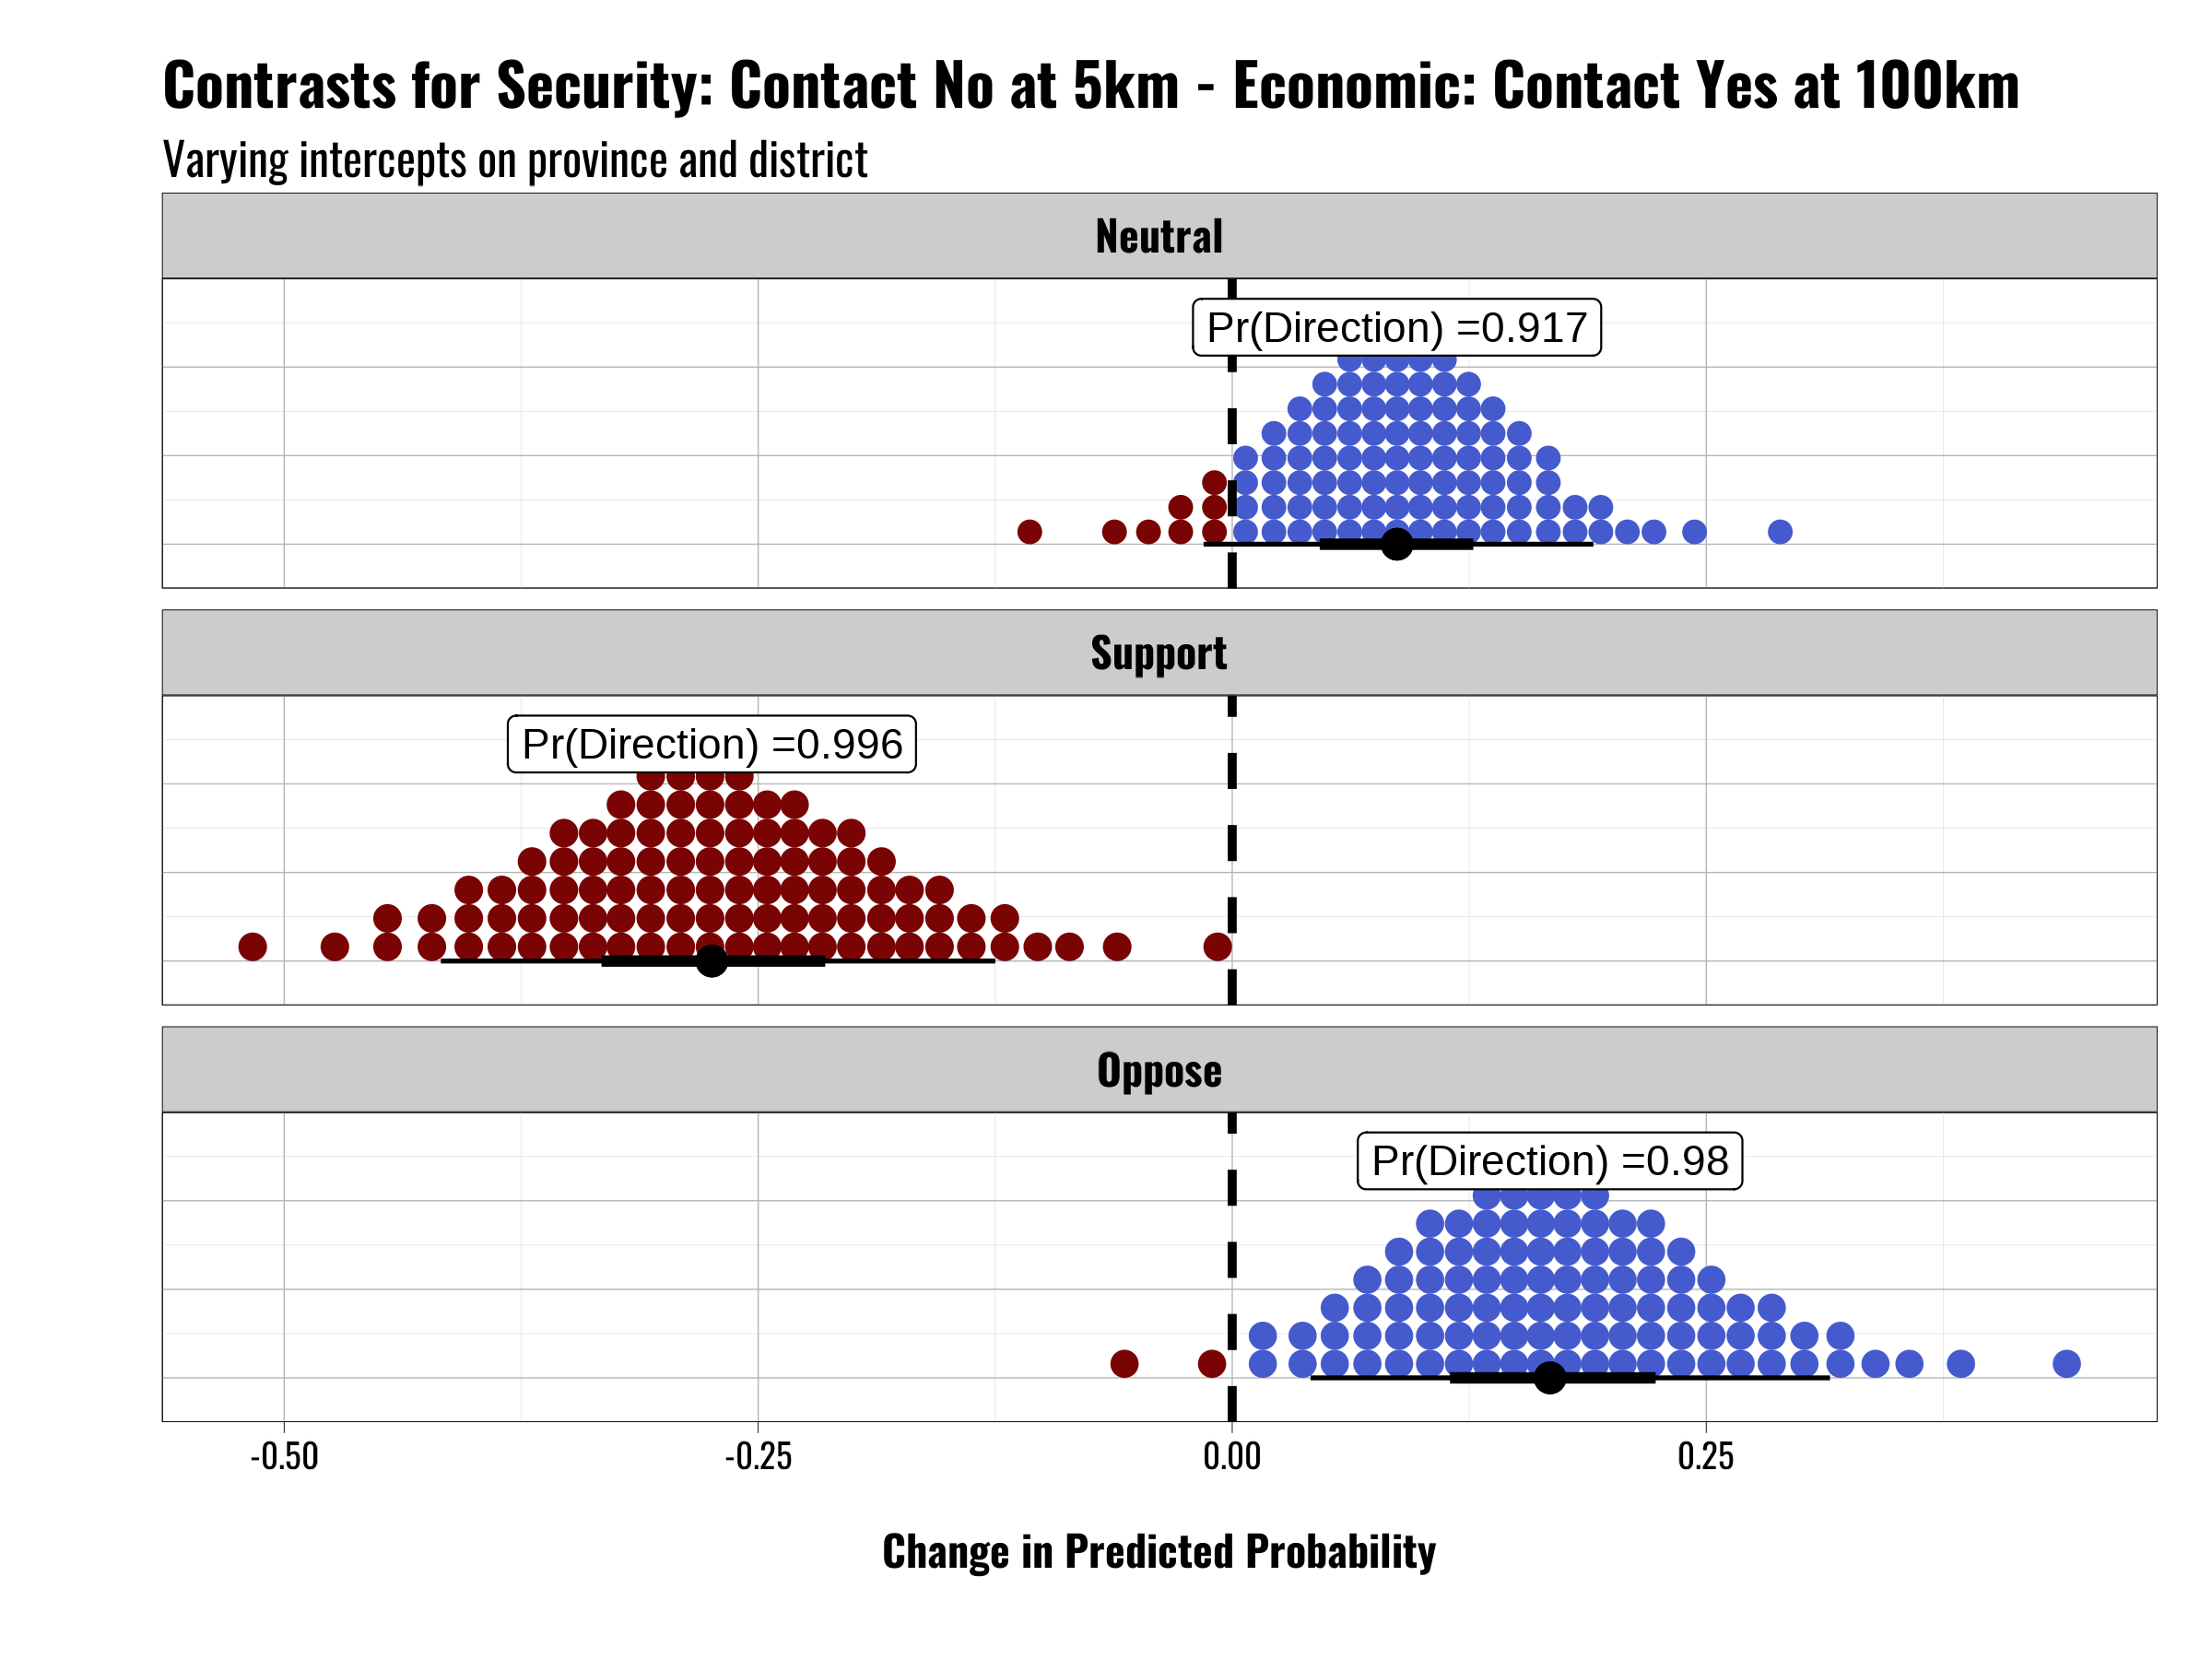 Contrasts for Security: Contact No at 5km - Economic: Contact Yes at 100km
Varying intercepts on province and district
Neutral
Pr(Direction) =0.917
Support
Pr(Direction) =0.996
Oppose
Pr(Direction) =0.98
-0.50 -0.25 0.00 0.25
Change in Predicted Probability